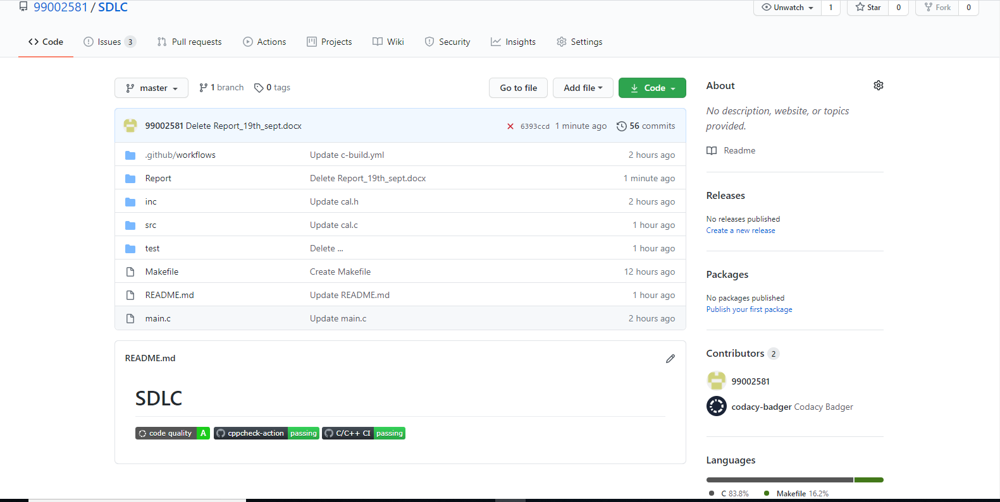 99002581 / SDLC
Unwatch 1 Star 0 Fork 0
Code Issues 3 Pull requests Actions Projects Wiki Security Insights Settings
master 1 branch 0 tags Go to file Add file Code
99002581 Delete Report_19th_sept.docx 6393ccd 1 minute ago 56 commits
.github/workflows Update c-build.yml 2 hours ago
Report Delete Report_19th_sept.docx 1 minute ago
inc Update cal.h 2 hours ago
src Update cal.c 1 hour ago
test Delete ... 1 hour ago
Makefile Create Makefile 12 hours ago
README.md Update README.md 1 hour ago
main.c Update main.c 2 hours ago
README.md
SDLC
code quality A cppcheck-action passing C/C++ CI passing
About
No description, website, or topics
provided.
Readme
Releases
No releases published
Create a new release
Packages
No packages published
Publish your first package
Contributors 2
99002581
codacy-badger Codacy Badger
Languages
C 83.8% Makefile 16.2%